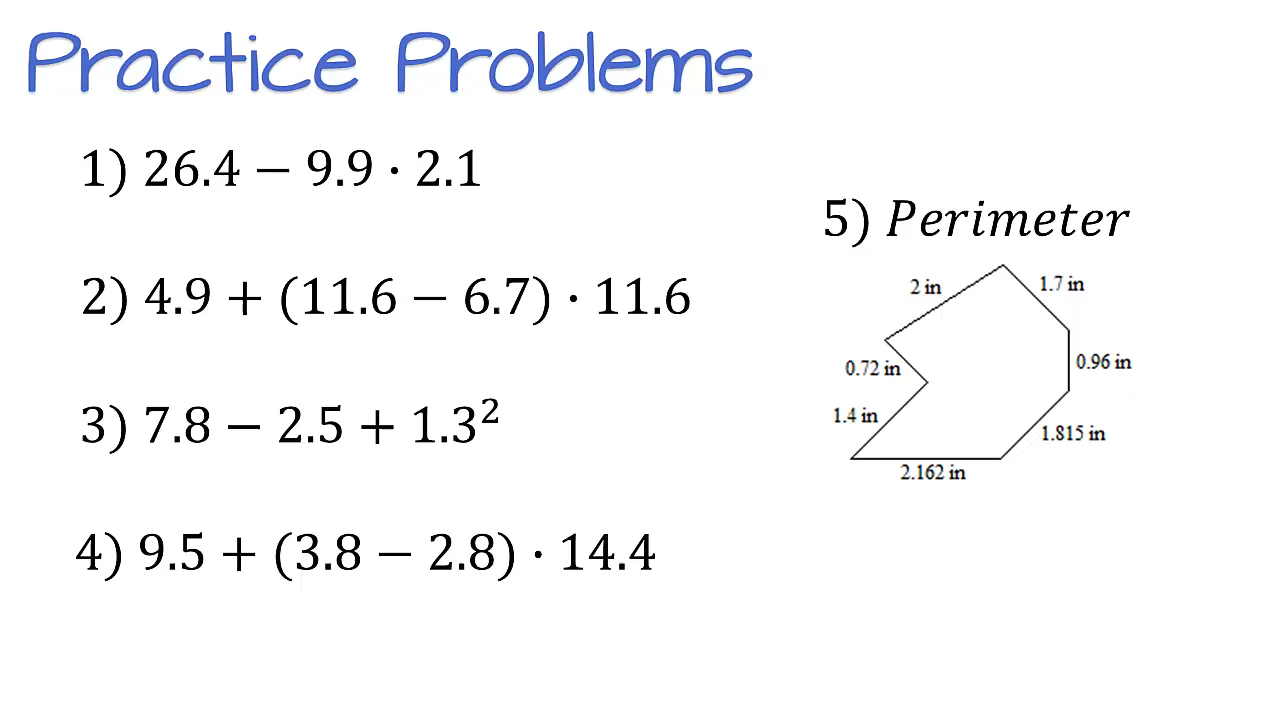 Practice Problems
1) 26.4 − 9.9 · 2.1
2) 4.9 + (11.6 − 6.7) · 11.6
3) 7.8 − 2.5 + 1.3²
4) 9.5 + (3.8 − 2.8) · 14.4
5) Perimeter
2 in
1.7 in
0.72 in
0.96 in
1.4 in
1.815 in
2.162 in